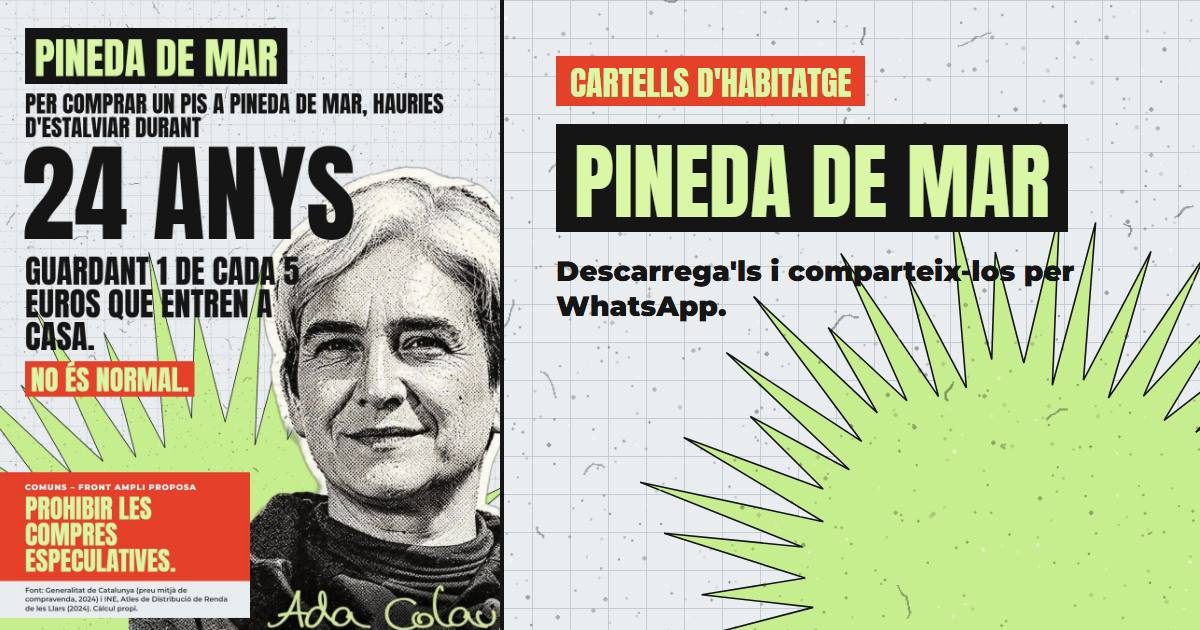 PINEDA DE MAR
PER COMPRAR UN PIS A PINEDA DE MAR, HAURIES
D'ESTALVIAR DURANT
24 ANYS
GUARDANT 1 DE CADA 5
EUROS QUE ENTREN A
CASA.
NO ÉS NORMAL.
COMUNS – FRONT AMPLI PROPOSA
PROHIBIR LES
COMPRES
ESPECULATIVES.
Font: Generalitat de Catalunya (preu mitjà de
compravenda, 2024) i INE, Atles de Distribució de Renda
de les Llars (2024). Càlcul propi.
Ada Colau
CARTELLS D'HABITATGE
PINEDA DE MAR
Descarrega'ls i comparteix-los per
WhatsApp.